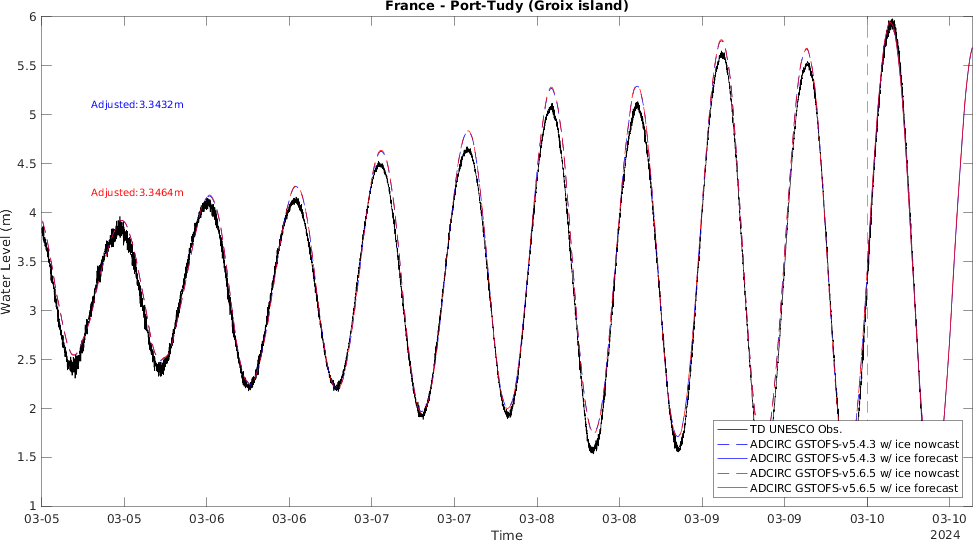 France - Port-Tudy (Groix island)
6
5.5
5
4.5
4
3.5
3
2.5
2
1.5
1
Water Level (m)
Adjusted:3.3432m
Adjusted:3.3464m
TD UNESCO Obs.
ADCIRC GSTOFS-v5.4.3 w/ ice nowcast
ADCIRC GSTOFS-v5.4.3 w/ ice forecast
ADCIRC GSTOFS-v5.6.5 w/ ice nowcast
ADCIRC GSTOFS-v5.6.5 w/ ice forecast
03-05 03-05 03-06 03-06 03-07 03-07 03-08 03-08 03-09 03-09 03-10 03-10
2024
Time